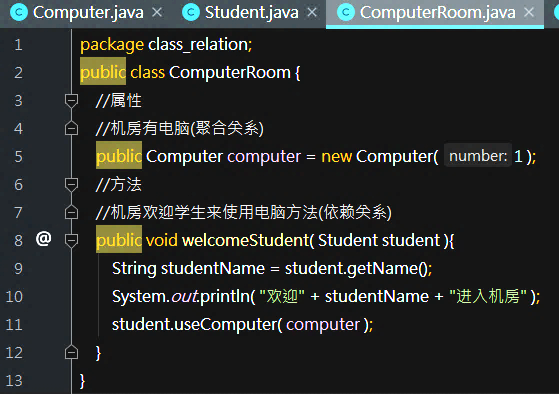 Computer.java × Student.java × ComputerRoom.java ×
1 package class_relation;
2 public class ComputerRoom {
3 //属性
4 //机房有电脑(聚合关系)
5 public Computer computer = new Computer( number: 1 );
6 //方法
7 //机房欢迎学生来使用电脑方法(依赖关系)
8 @ public void welcomeStudent( Student student ){
9 String studentName = student.getName();
10 System.out.println( "欢迎" + studentName + "进入机房" );
11 student.useComputer( computer );
12 }
13 }